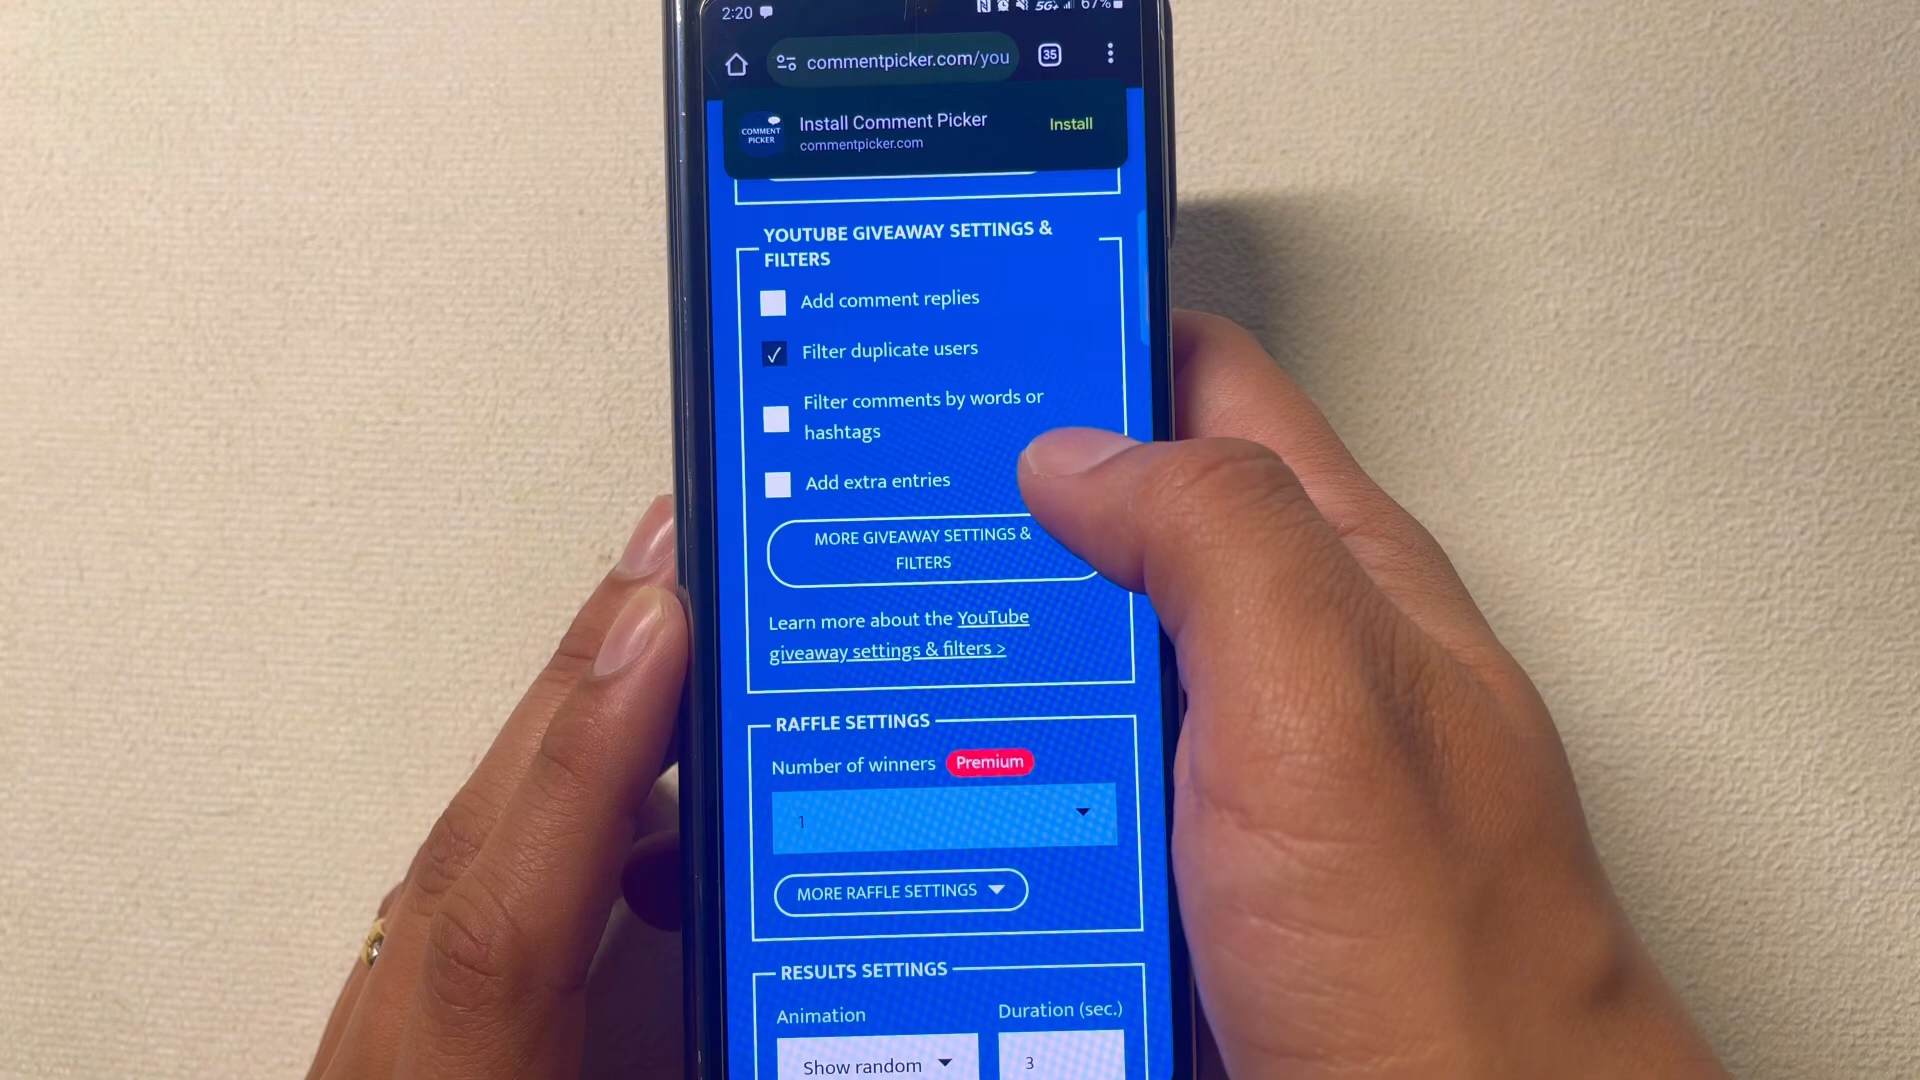 2:20 5G+ 67%
commentpicker.com/you 35
COMMENT
PICKER
Install Comment Picker
commentpicker.com
Install
YOUTUBE GIVEAWAY SETTINGS &
FILTERS
Add comment replies
Filter duplicate users
Filter comments by words or
hashtags
Add extra entries
MORE GIVEAWAY SETTINGS &
FILTERS
Learn more about the YouTube
giveaway settings & filters >
RAFFLE SETTINGS
Number of winners Premium
1
MORE RAFFLE SETTINGS
RESULTS SETTINGS
Animation Duration (sec.)
Show random 3